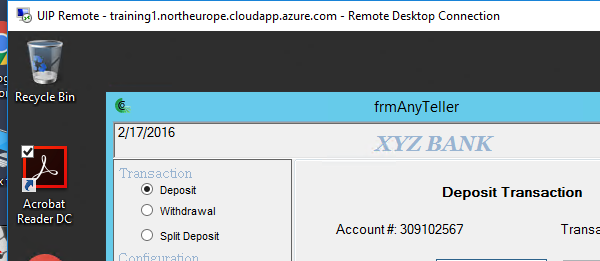 UIP Remote - training1.northeurope.cloudapp.azure.com - Remote Desktop Connection
Recycle Bin
frmAnyTeller
2/17/2016
XYZ BANK
Transaction
Deposit
Deposit Transaction
Acrobat
Reader DC
Withdrawal
Account #: 309102567
Transa
Split Deposit
Configuration